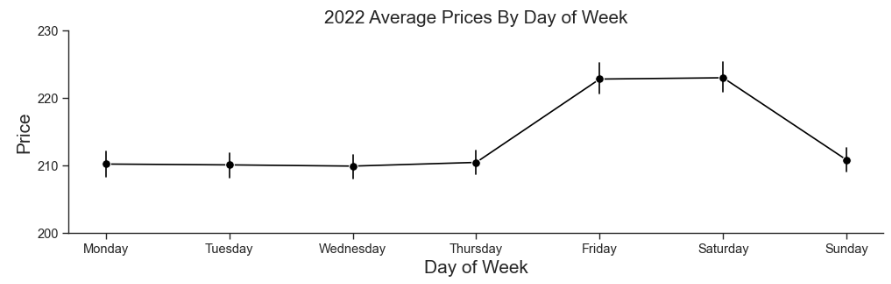 2022 Average Prices By Day of Week
230
220
210
200
Price
Monday Tuesday Wednesday Thursday Friday Saturday Sunday
Day of Week